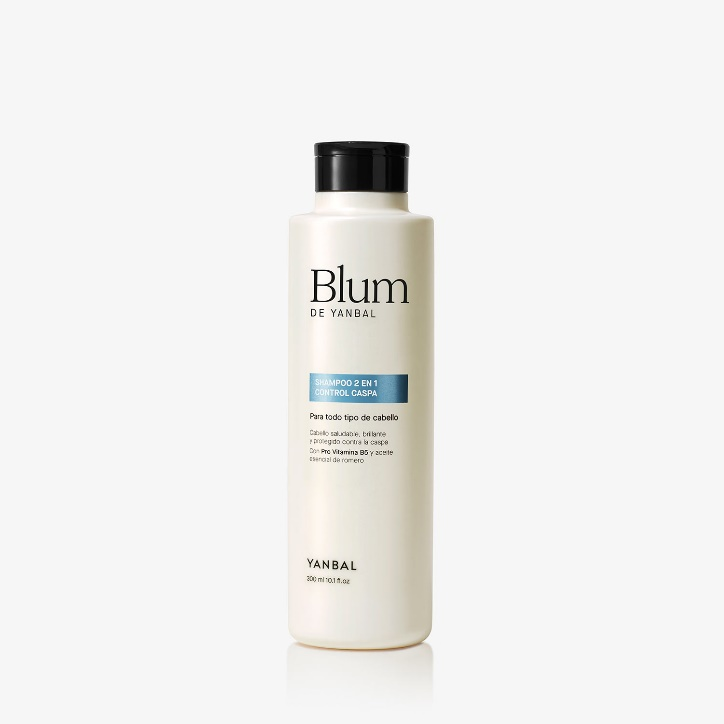 Blum
DE YANBAL
SHAMPOO 2 EN 1
CONTROL CASPA
Para todo tipo de cabello
Cabello saludable, brillante
y protegido contra la caspa
Con Pro Vitamina B5 y aceite
esencial de romero
YANBAL
300 ml 10.1 fl.oz